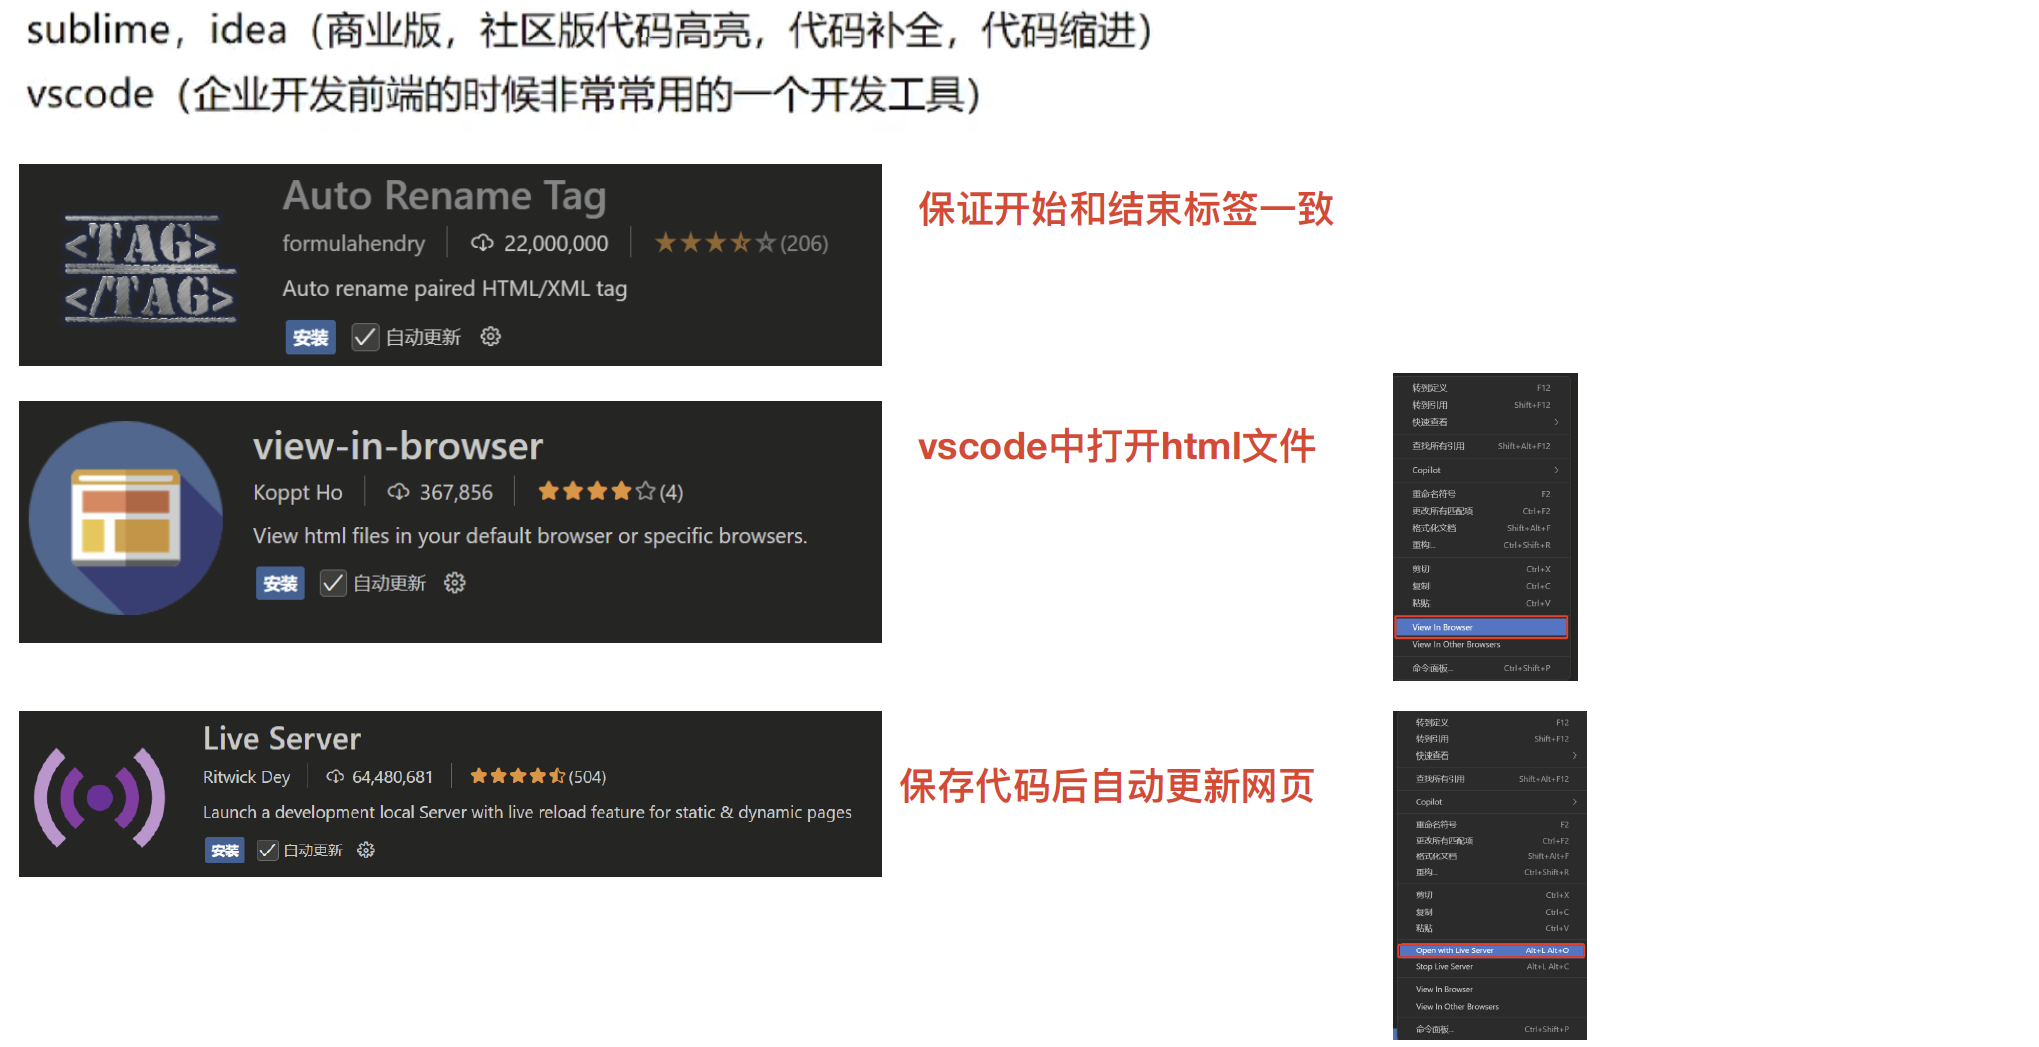 sublime，idea（商业版，社区版代码高亮，代码补全，代码缩进）
vscode（企业开发前端的时候非常常用的一个开发工具）
<TAG>
</TAG>
Auto Rename Tag
formulahendry 22,000,000 (206)
Auto rename paired HTML/XML tag
安装 自动更新
保证开始和结束标签一致
view-in-browser
Koppt Ho 367,856 (4)
View html files in your default browser or specific browsers.
安装 自动更新
vscode中打开html文件
转到定义 F12
转到引用 Shift+F12
快速查看
查找所有引用 Shift+Alt+F12
Copilot
重命名符号 F2
更改所有匹配项 Ctrl+F2
格式化文档 Shift+Alt+F
重构... Ctrl+Shift+R
剪切 Ctrl+X
复制 Ctrl+C
粘贴 Ctrl+V
View In Browser
View In Other Browsers
命令面板... Ctrl+Shift+P
Live Server
Ritwick Dey 64,480,681 (504)
Launch a development local Server with live reload feature for static & dynamic pages
安装 自动更新
保存代码后自动更新网页
转到定义 F12
转到引用 Shift+F12
快速查看
查找所有引用 Shift+Alt+F12
Copilot
重命名符号 F2
更改所有匹配项 Ctrl+F2
格式化文档 Shift+Alt+F
重构... Ctrl+Shift+R
剪切 Ctrl+X
复制 Ctrl+C
粘贴 Ctrl+V
Open with Live Server Alt+L Alt+O
Stop Live Server Alt+L Alt+C
View In Browser
View In Other Browsers
命令面板... Ctrl+Shift+P